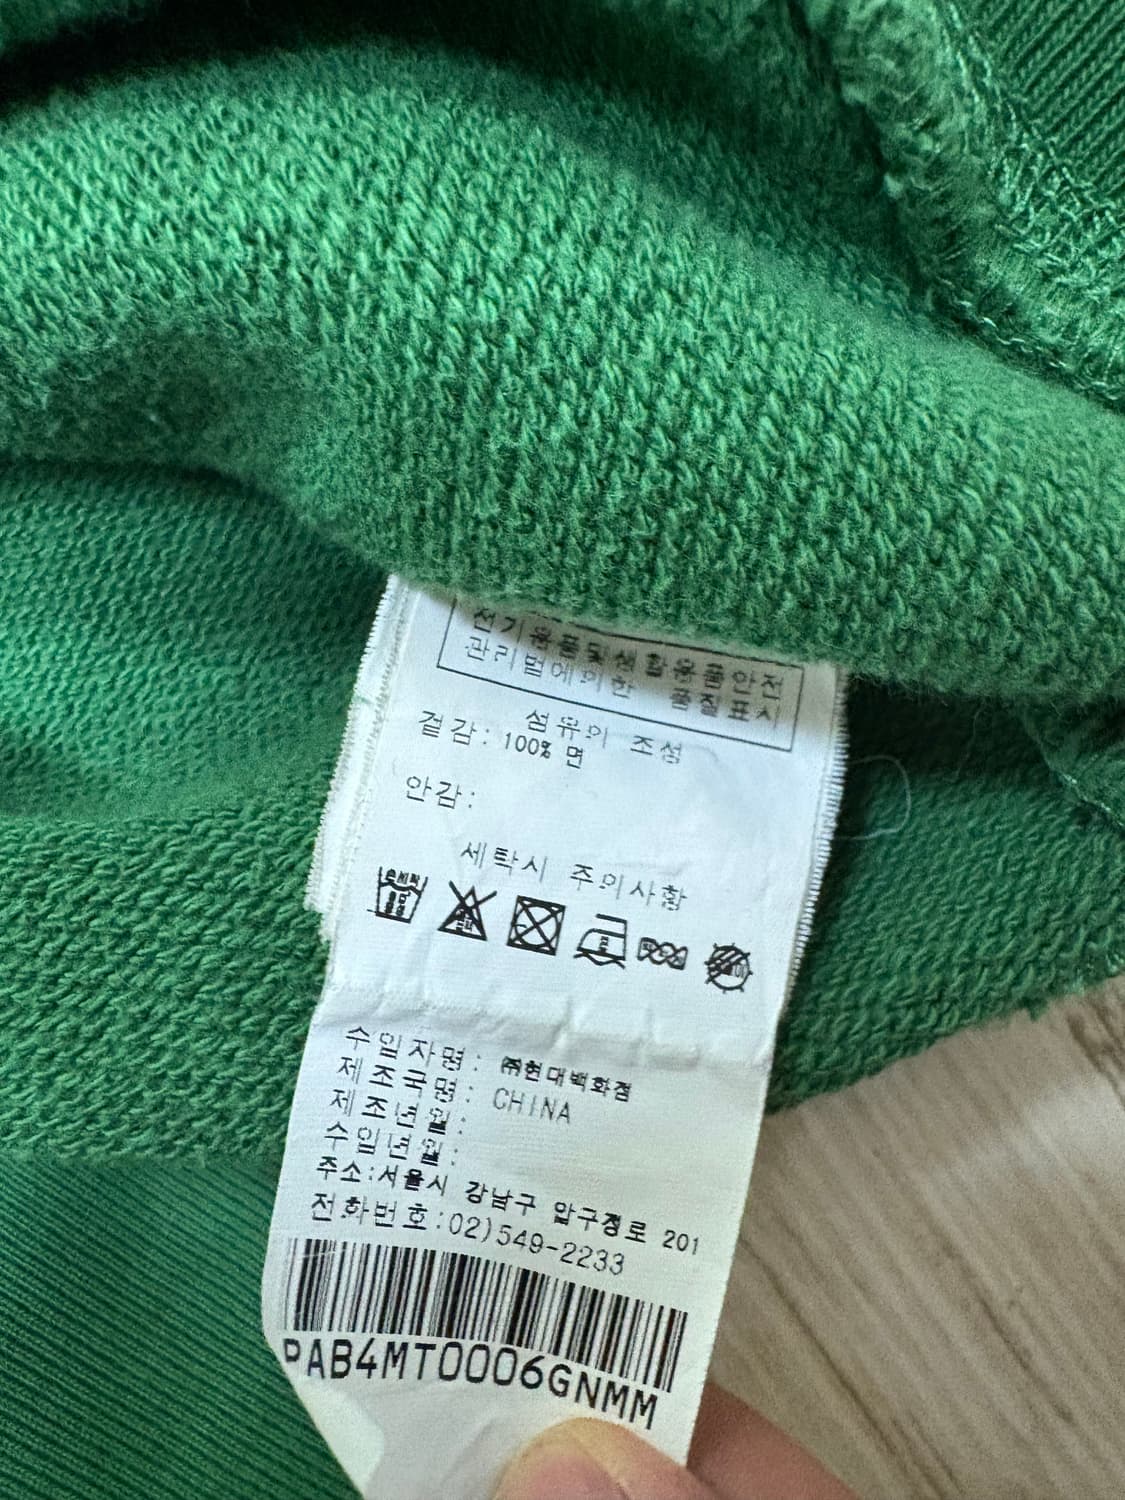 전기용품및생활용품안전
관리법에의한 품질표시
섬유의 조성
겉감: 100% 면
안감:
세탁시 주의사항
수입자명: ㈜현대백화점
제조국명: CHINA
제조년월:
수입년월:
주소:서울시 강남구 압구정로 201
전화번호:02)549-2233
PAB4MT0006GNMM